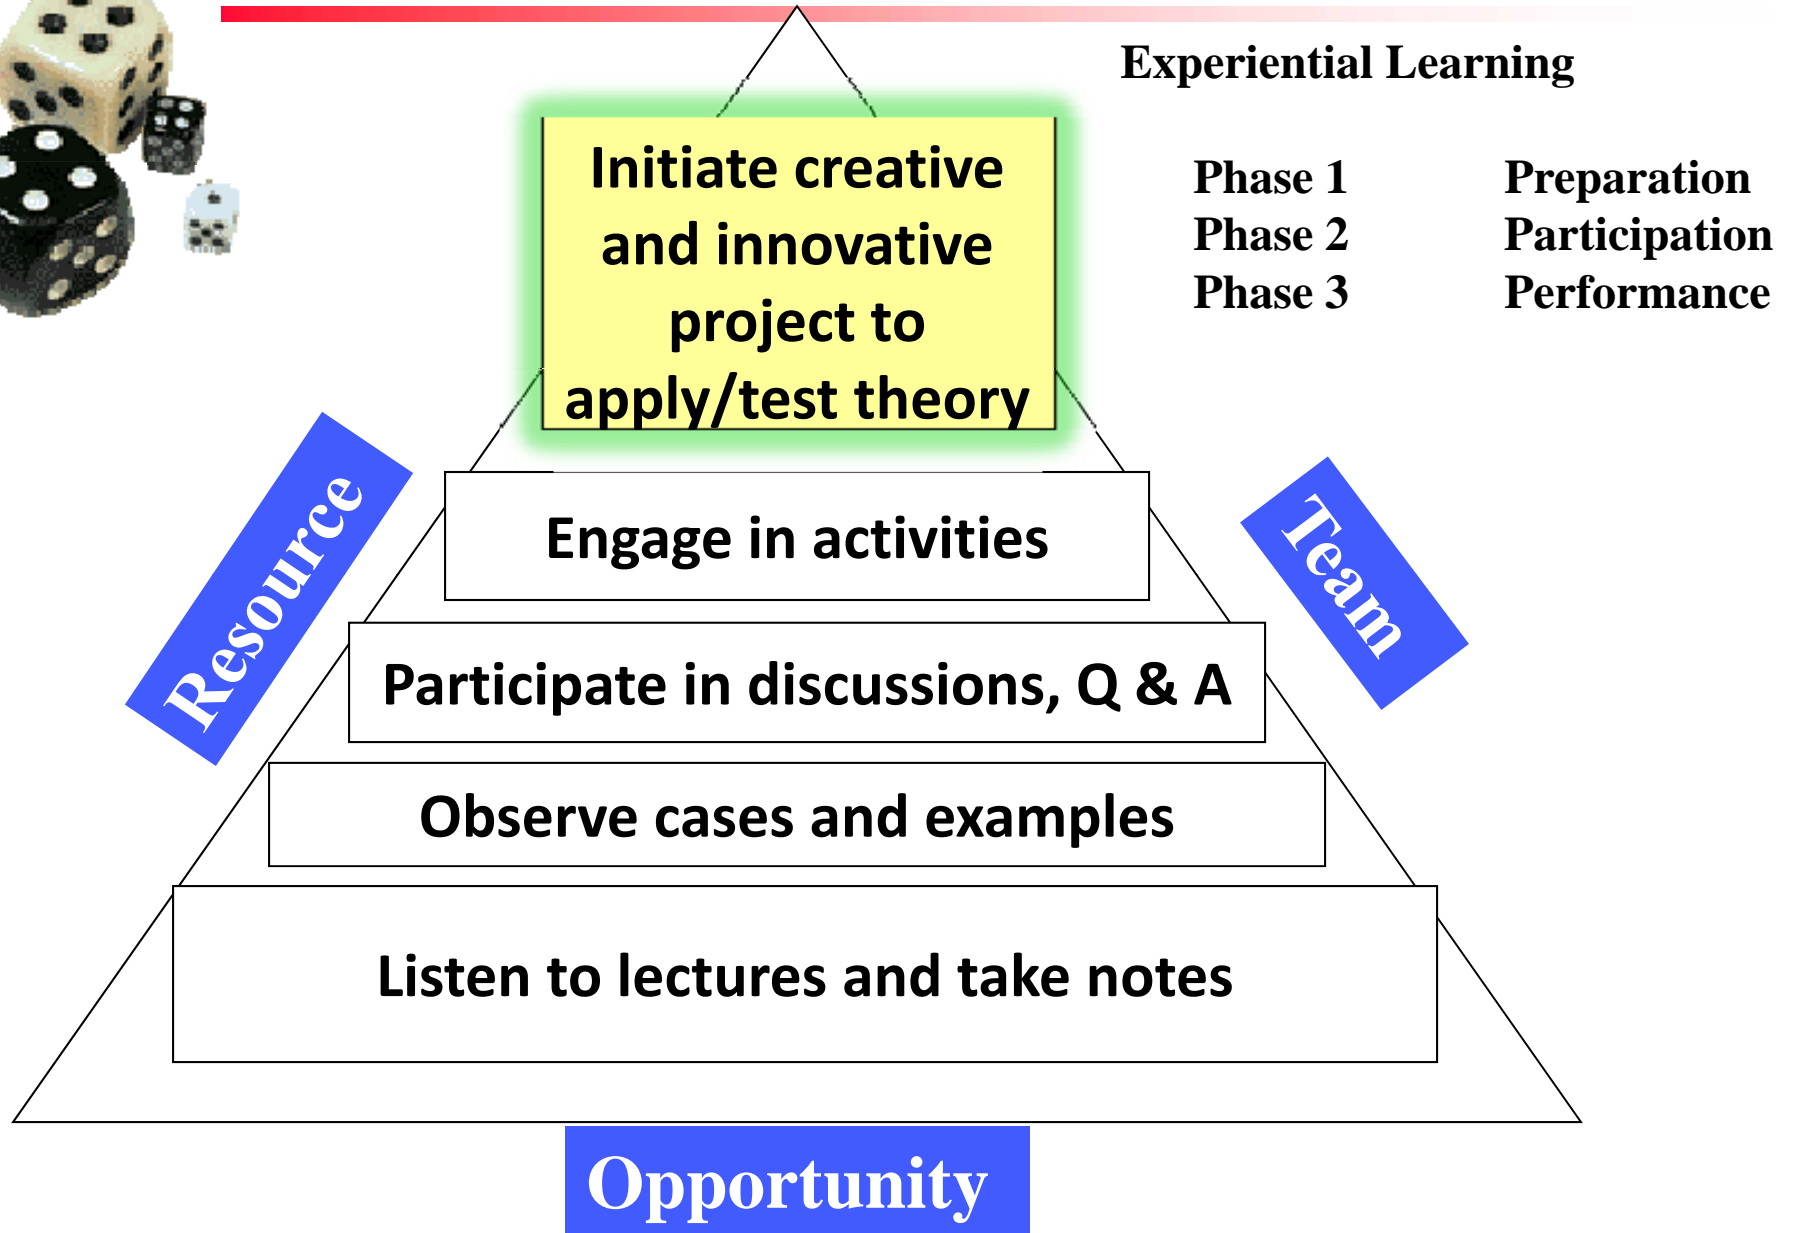 Experiential Learning
Phase 1 Preparation
Phase 2 Participation
Phase 3 Performance
Initiate creative
and innovative
project to
apply/test theory
Resource
Team
Engage in activities
Participate in discussions, Q & A
Observe cases and examples
Listen to lectures and take notes
Opportunity